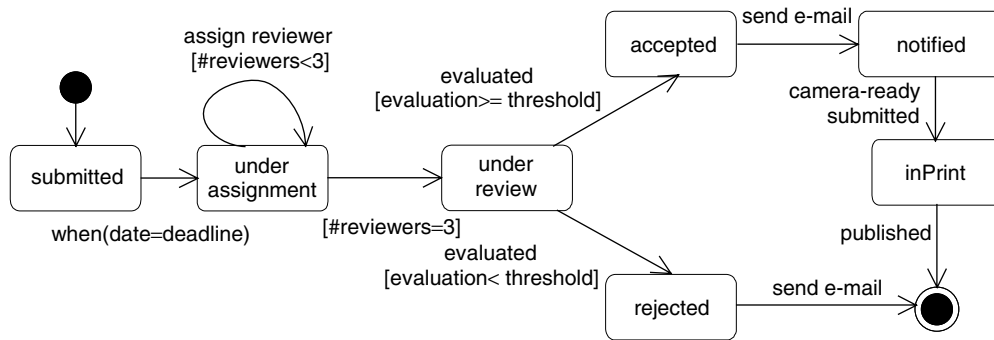 send e-mail
assign reviewer
[#reviewers<3]
accepted
notified
evaluated
[evaluation>= threshold]
camera-ready
submitted
submitted
under
assignment
under
review
inPrint
when(date=deadline)
[#reviewers=3]
evaluated
[evaluation< threshold]
published
rejected
send e-mail